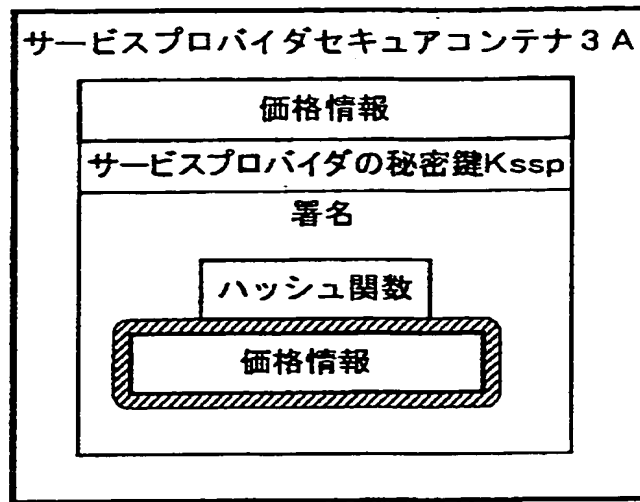 サービスプロバイダセキュアコンテナ3A
価格情報
サービスプロバイダの秘密鍵Kssp
署名
ハッシュ関数
価格情報